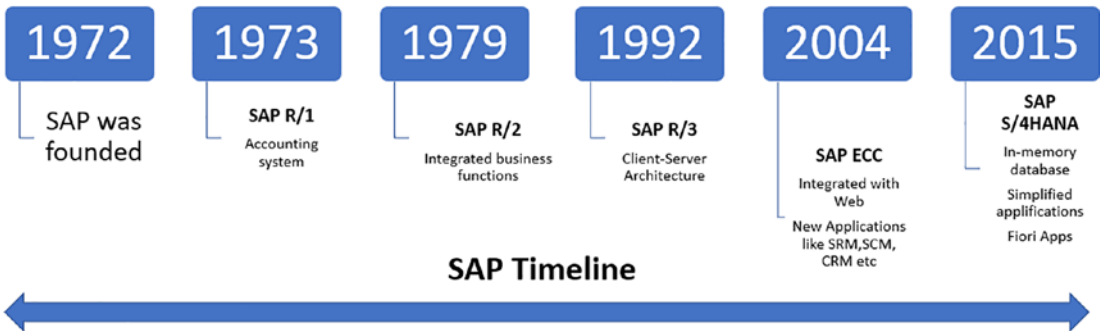 1972
SAP was
founded
1973
SAP R/1
Accounting
system
1979
SAP R/2
Integrated business
functions
1992
SAP R/3
Client-Server
Architecture
2004
SAP ECC
Integrated with
Web
New Applications
like SRM,SCM,
CRM etc
2015
SAP
S/4HANA
In-memory
database
Simplified
applifications
Fiori Apps
SAP Timeline